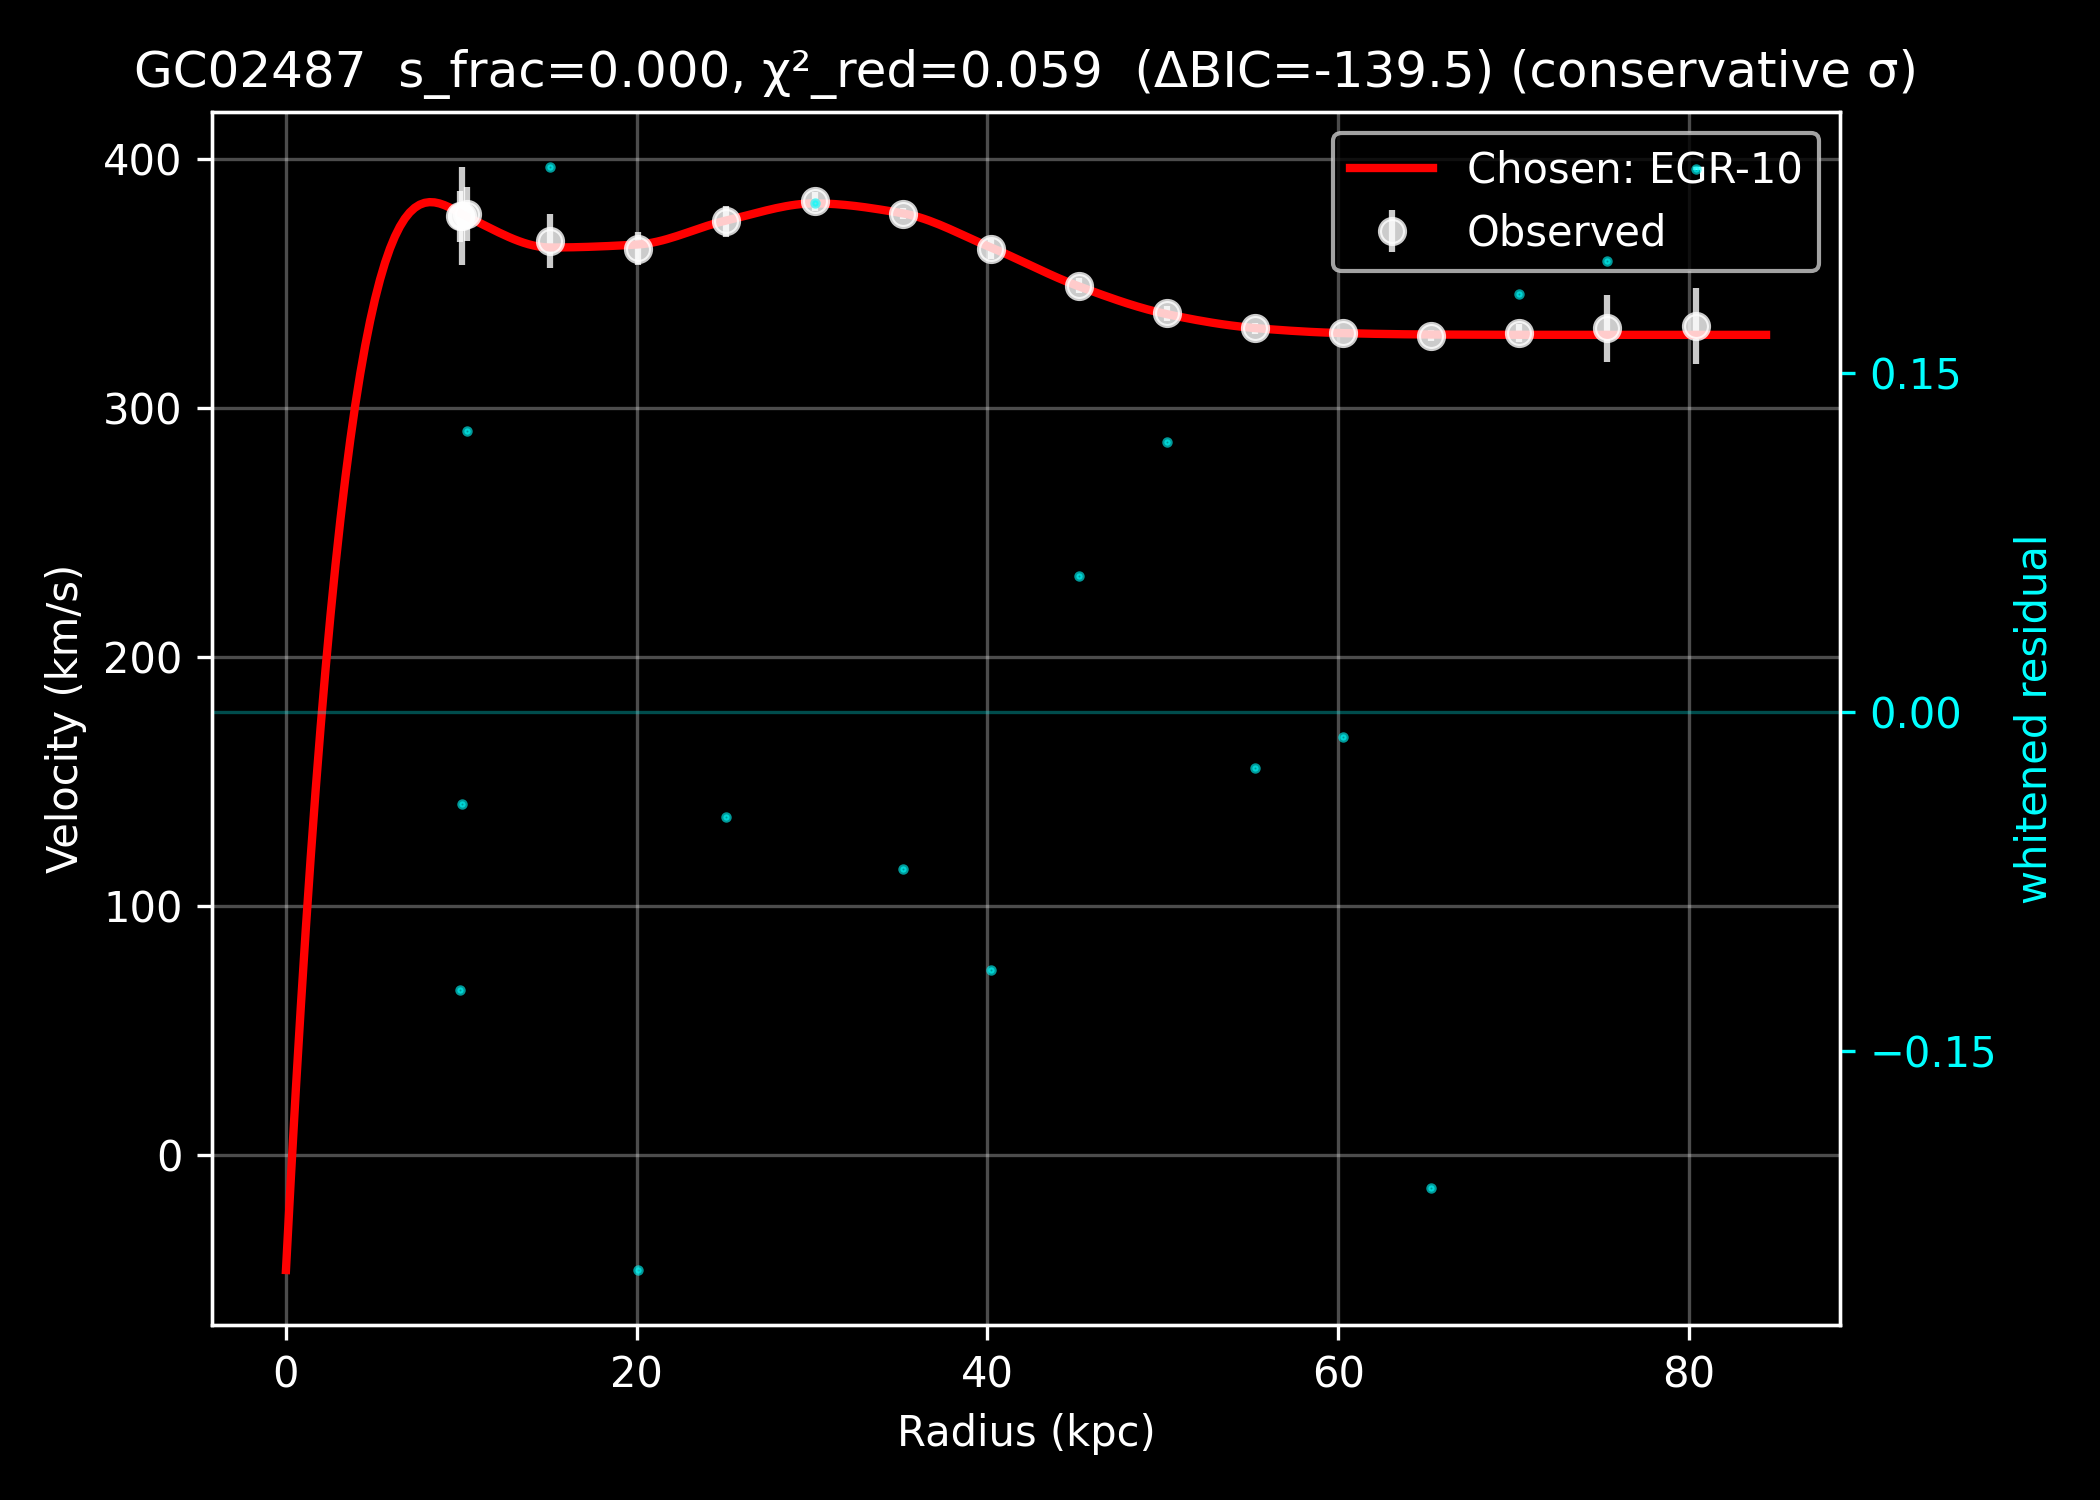 GC02487  s_frac=0.000, χ²_red=0.059  (ΔBIC=-139.5) (conservative σ)
Chosen: EGR-10
Observed
400
300
200
100
0
Velocity (km/s)
0.15
0.00
−0.15
whitened residual
0 20 40 60 80
Radius (kpc)